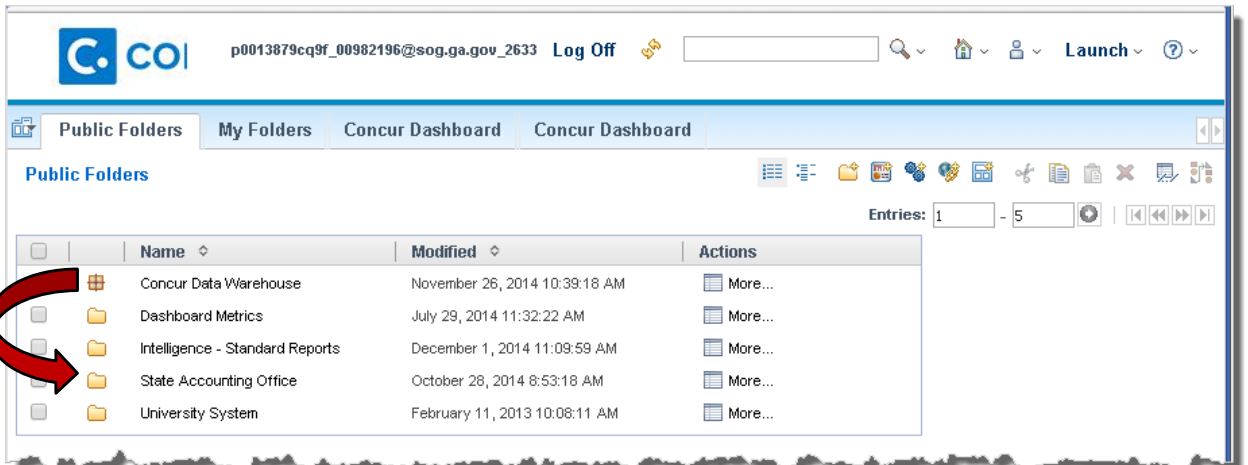 C. CO
p0013879cq9f_00982196@sog.ga.gov_2633 Log Off Launch ?
Public Folders My Folders Concur Dashboard Concur Dashboard
Public Folders
Entries: 1 - 5
Name Modified Actions
Concur Data Warehouse November 26, 2014 10:39:18 AM More...
Dashboard Metrics July 29, 2014 11:32:22 AM More...
Intelligence - Standard Reports December 1, 2014 11:09:59 AM More...
State Accounting Office October 28, 2014 8:53:18 AM More...
University System February 11, 2013 10:08:11 AM More...